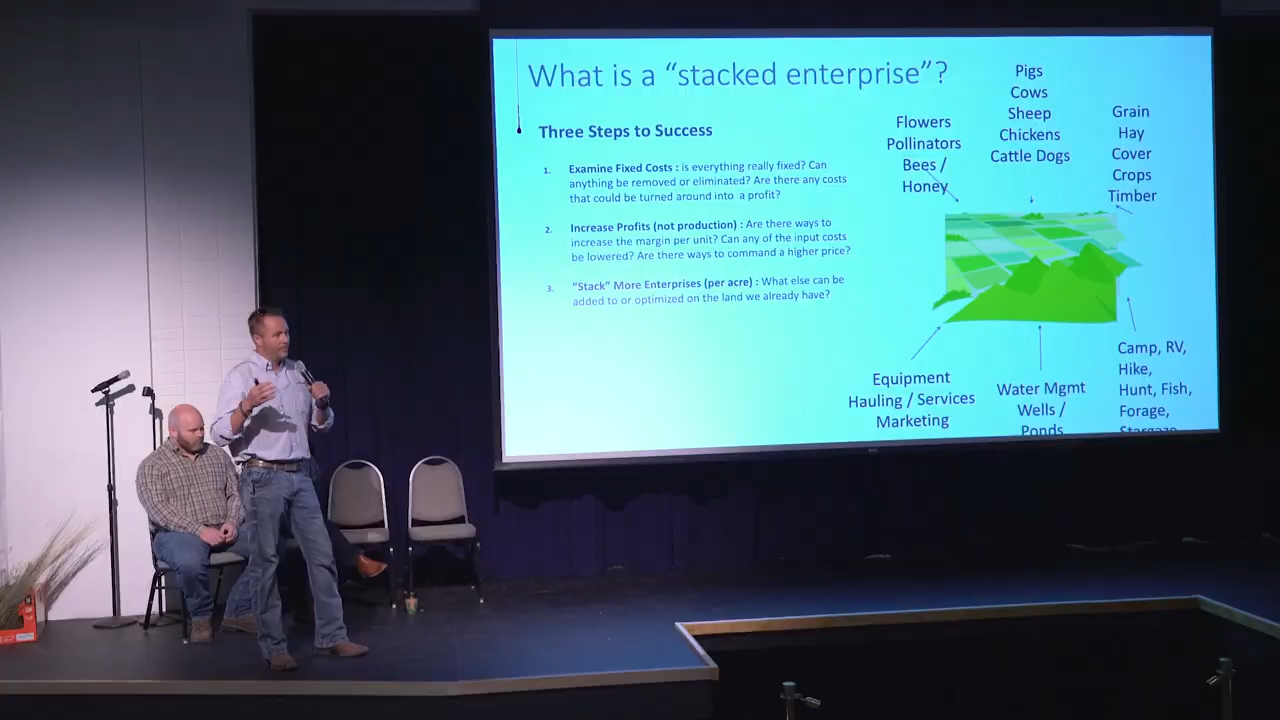 What is a “stacked enterprise”?
Three Steps to Success
1. Examine Fixed Costs : is everything really fixed? Can
anything be removed or eliminated? Are there any costs
that could be turned around into a profit?
2. Increase Profits (not production) : Are there ways to
increase the margin per unit? Can any of the input costs
be lowered? Are there ways to command a higher price?
3. “Stack” More Enterprises (per acre) : What else can be
added to or optimized on the land we already have?
Flowers
Pollinators
Bees /
Honey
Pigs
Cows
Sheep
Chickens
Cattle Dogs
Grain
Hay
Cover
Crops
Timber
Equipment
Hauling / Services
Marketing
Water Mgmt
Wells /
Ponds
Camp, RV,
Hike,
Hunt, Fish,
Forage,
Stargaze